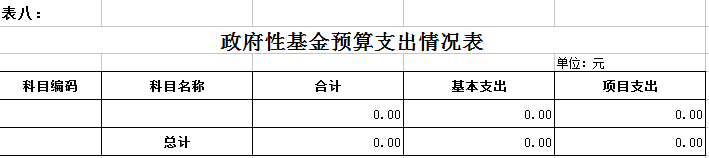 表八：
政府性基金预算支出情况表
单位：元
科目编码 科目名称 合计 基本支出 项目支出
0.00 0.00 0.00
总计 0.00 0.00 0.00